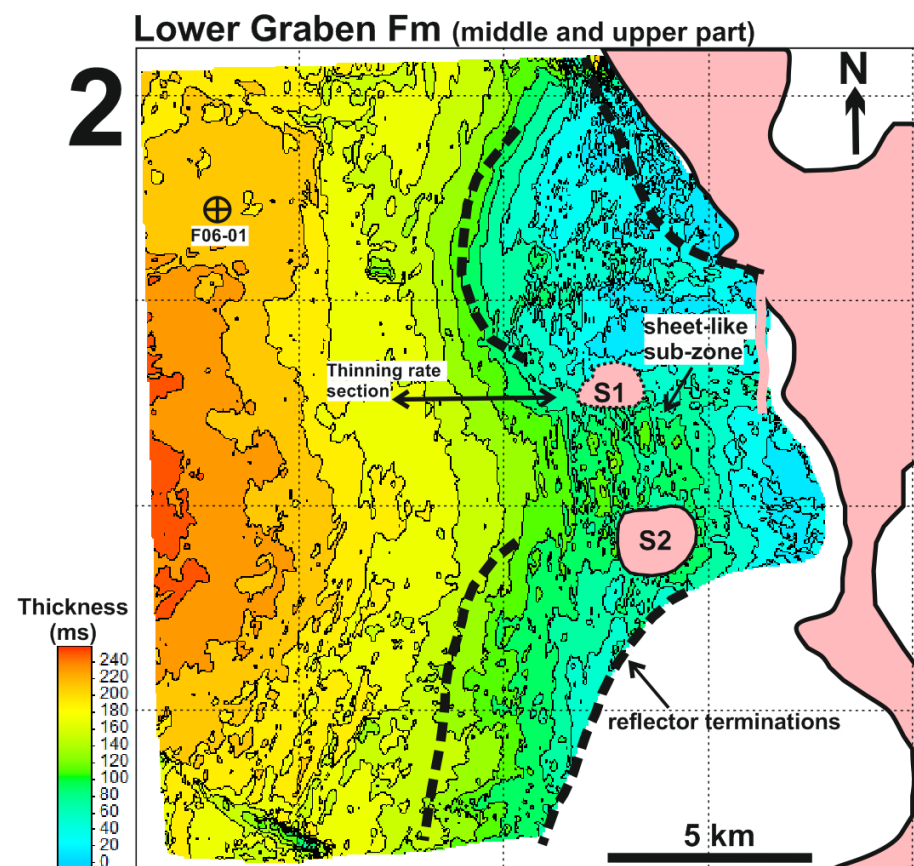 Lower Graben Fm (middle and upper part)
2
N
F06-01
sheet-like
sub-zone
Thinning rate
section
S1
S2
Thickness
(ms)
240
220
200
180
160
140
120
100
80
60
40
20
0
reflector terminations
5 km